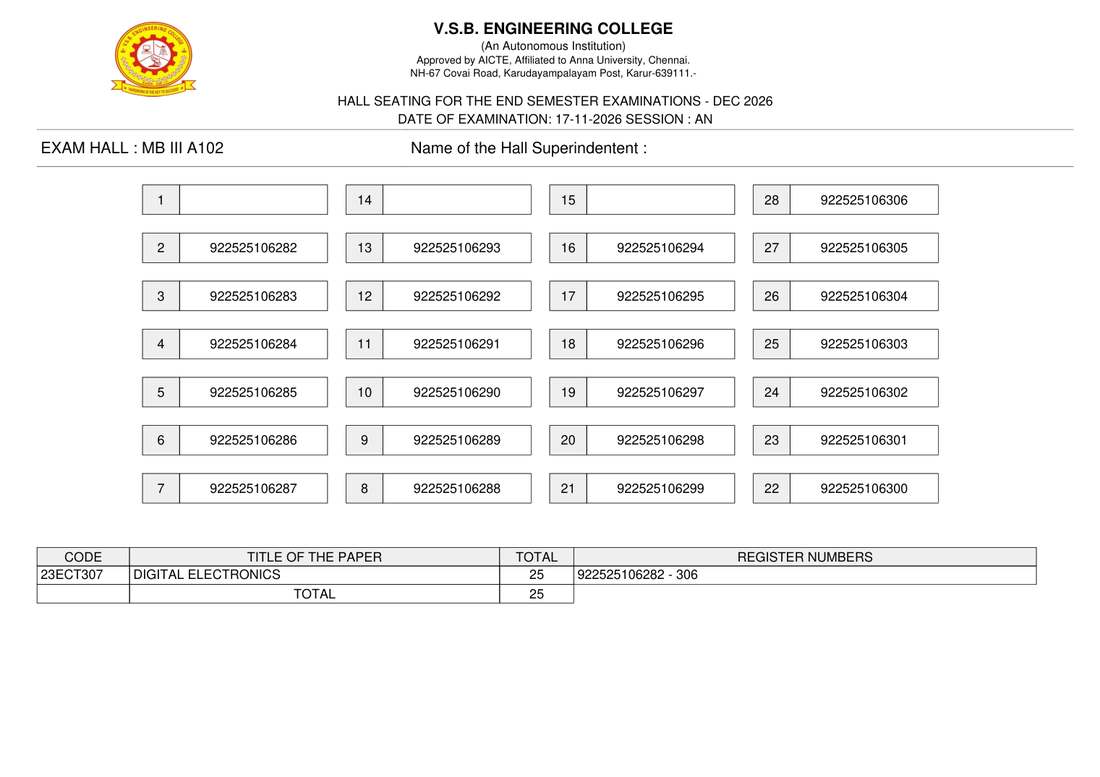 V.S.B. ENGINEERING COLLEGE
(An Autonomous Institution)
Approved by AICTE, Affiliated to Anna University, Chennai.
NH-67 Covai Road, Karudayampalayam Post, Karur-639111.-
HALL SEATING FOR THE END SEMESTER EXAMINATIONS - DEC 2026
DATE OF EXAMINATION: 17-11-2026 SESSION : AN
EXAM HALL : MB III A102 Name of the Hall Superindentent :
1 14 15 28 922525106306
2 922525106282 13 922525106293 16 922525106294 27 922525106305
3 922525106283 12 922525106292 17 922525106295 26 922525106304
4 922525106284 11 922525106291 18 922525106296 25 922525106303
5 922525106285 10 922525106290 19 922525106297 24 922525106302
6 922525106286 9 922525106289 20 922525106298 23 922525106301
7 922525106287 8 922525106288 21 922525106299 22 922525106300
CODE TITLE OF THE PAPER TOTAL REGISTER NUMBERS
23ECT307 DIGITAL ELECTRONICS 25 922525106282 - 306
TOTAL 25